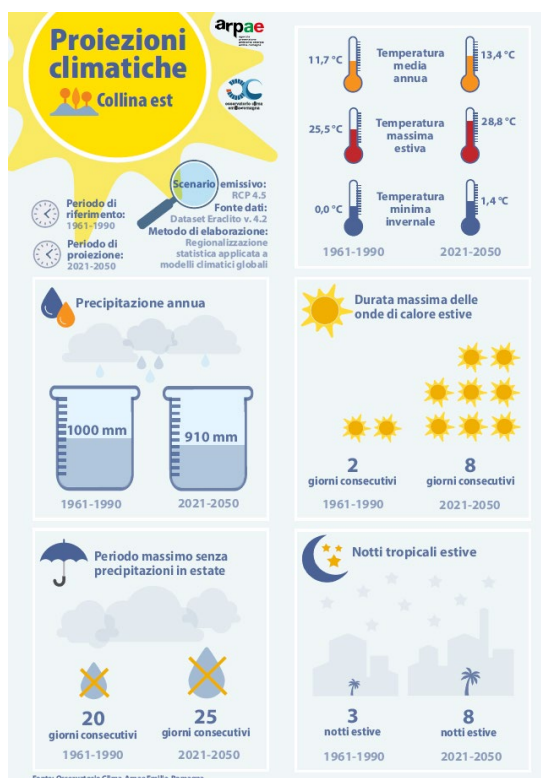 Proiezioni
climatiche
Collina est
arpae
Periodo di
riferimento:
1961-1990
Periodo di
proiezione:
2021-2050
Scenario emissivo:
RCP 4.5
Fonte dati:
Dataset Eraclito v. 4.2
Metodo di elaborazione:
Regionalizzazione
statistica applicata a
modelli climatici globali
11,7 °C
Temperatura
media
annua
13,4 °C
25,5 °C
Temperatura
massima
estiva
28,8 °C
0,0 °C
Temperatura
minima
invernale
1,4 °C
1961-1990
2021-2050
Precipitazione annua
1000 mm
910 mm
1961-1990
2021-2050
Durata massima delle
onde di calore estive
2
giorni consecutivi
1961-1990
8
giorni consecutivi
2021-2050
Periodo massimo senza
precipitazioni in estate
20
giorni consecutivi
1961-1990
25
giorni consecutivi
2021-2050
Notti tropicali estive
3
notti estive
1961-1990
8
notti estive
2021-2050